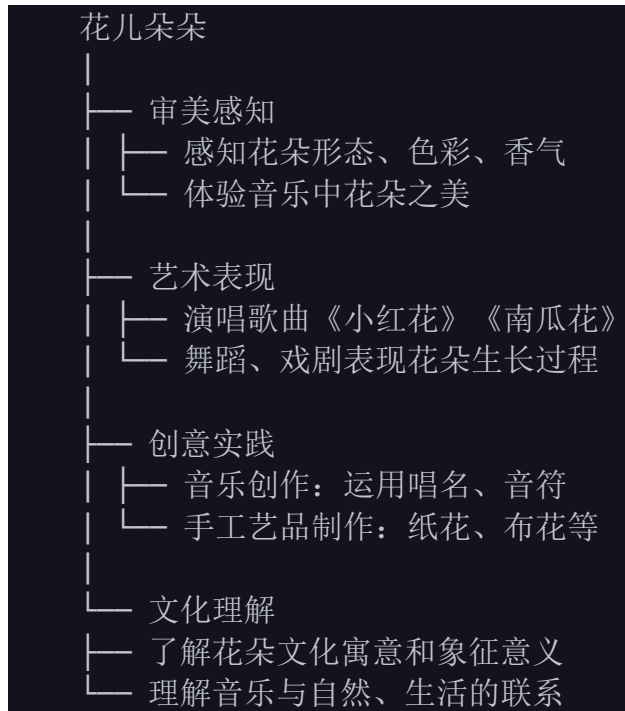 花儿朵朵
|
├── 审美感知
| ├── 感知花朵形态、色彩、香气
| └── 体验音乐中花朵之美
|
├── 艺术表现
| ├── 演唱歌曲《小红花》《南瓜花》
| └── 舞蹈、戏剧表现花朵生长过程
|
├── 创意实践
| ├── 音乐创作：运用唱名、音符
| └── 手工艺品制作：纸花、布花等
|
└── 文化理解
├── 了解花朵文化寓意和象征意义
└── 理解音乐与自然、生活的联系